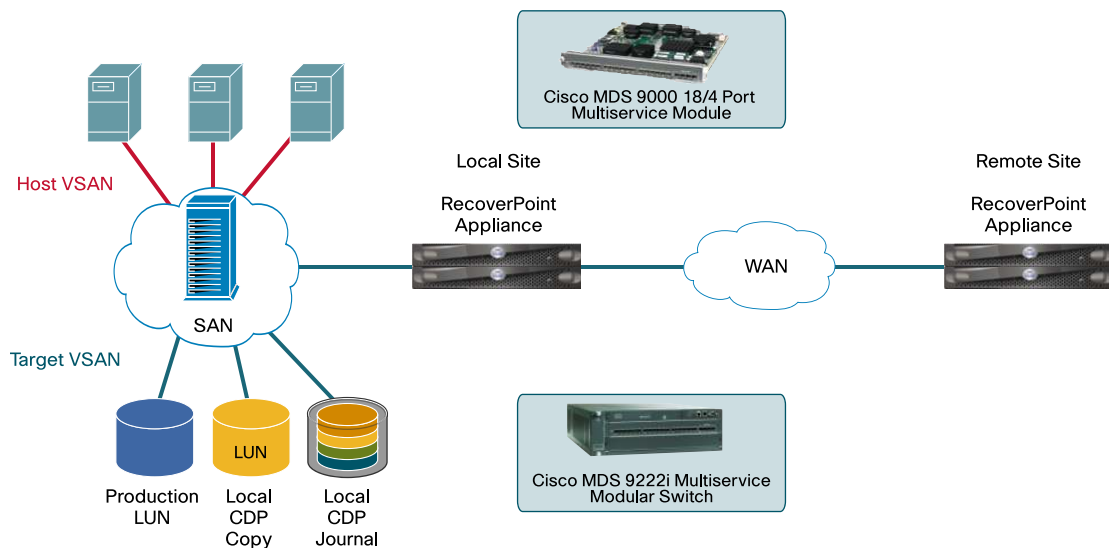 Cisco MDS 9000 18/4 Port
Multiservice Module
Local Site
Remote Site
Host VSAN
RecoverPoint
Appliance
RecoverPoint
Appliance
WAN
SAN
Target VSAN
LUN
Cisco MDS 9222i Multiservice
Modular Switch
Production
LUN
Local
CDP
Copy
Local
CDP
Journal